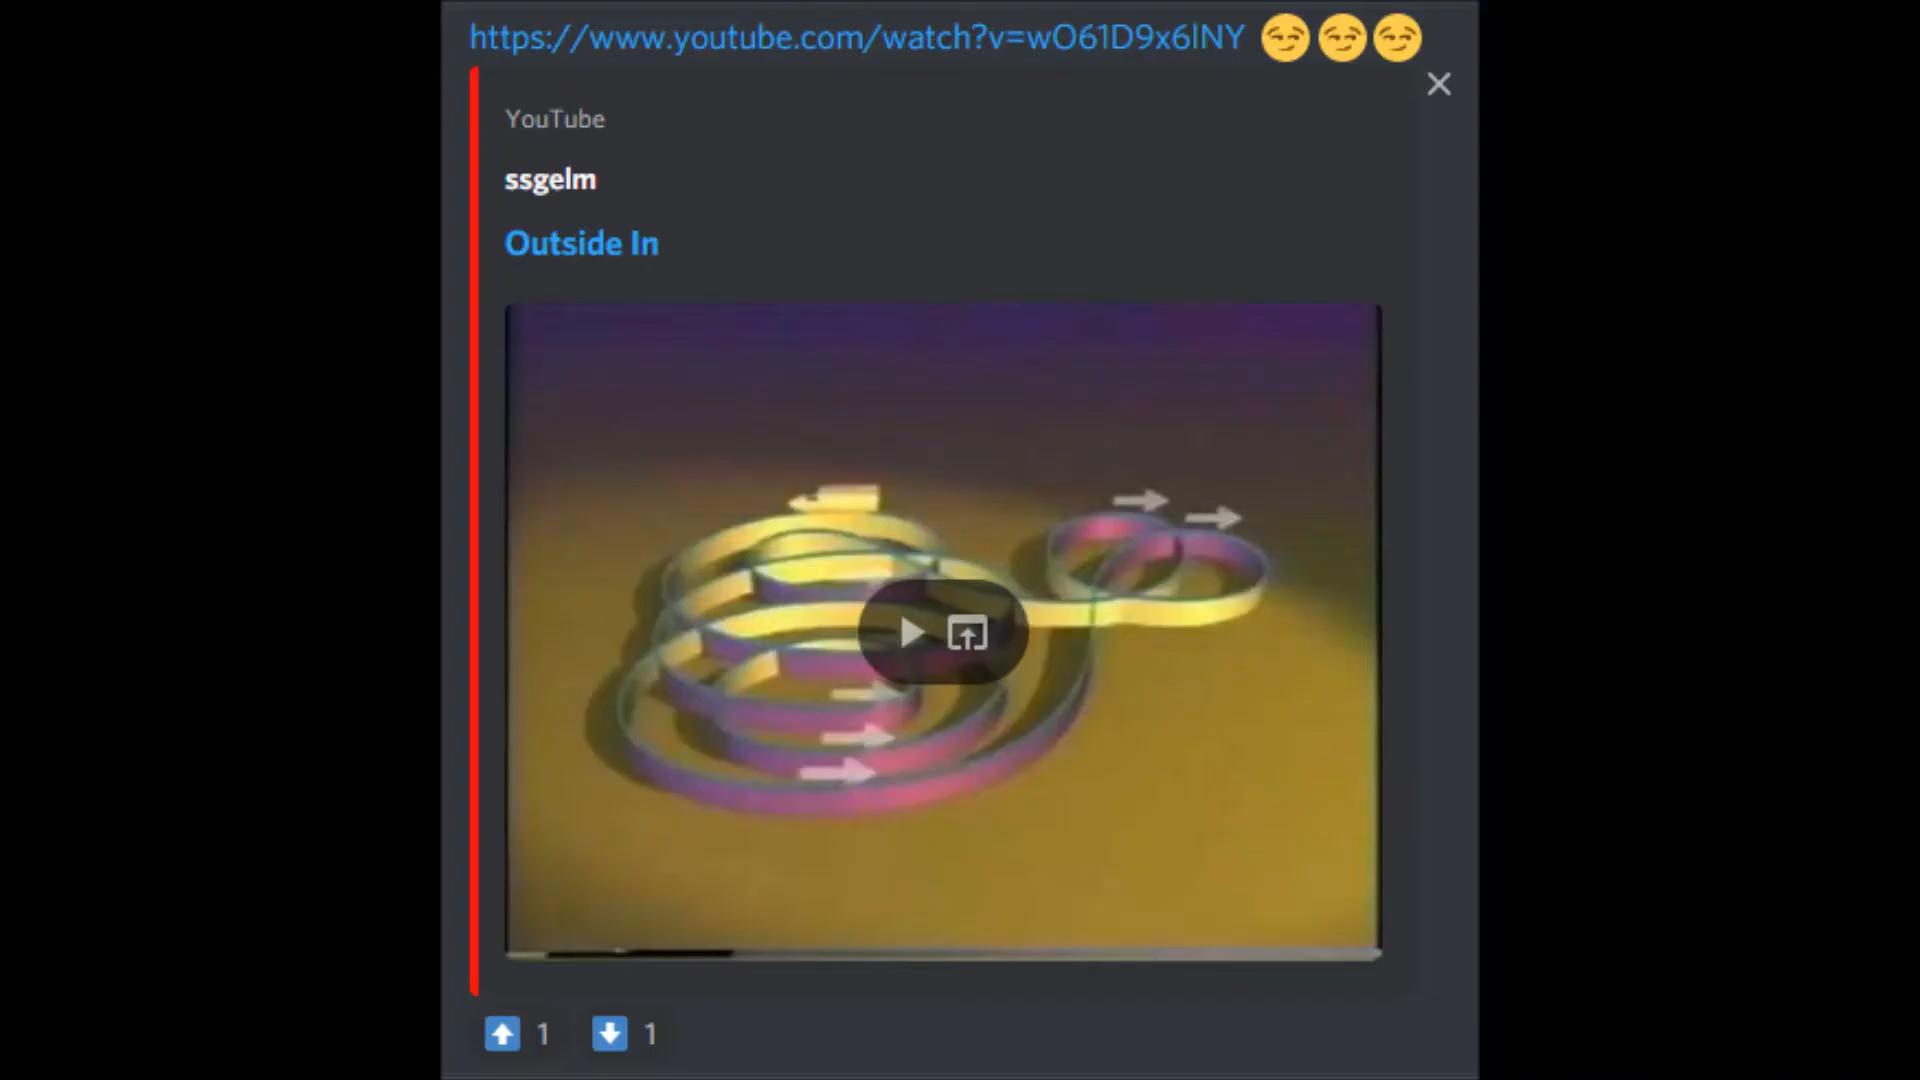 https://www.youtube.com/watch?v=wO61D9x6lNY 😏😏😏
YouTube
ssgelm
Outside In
1 1